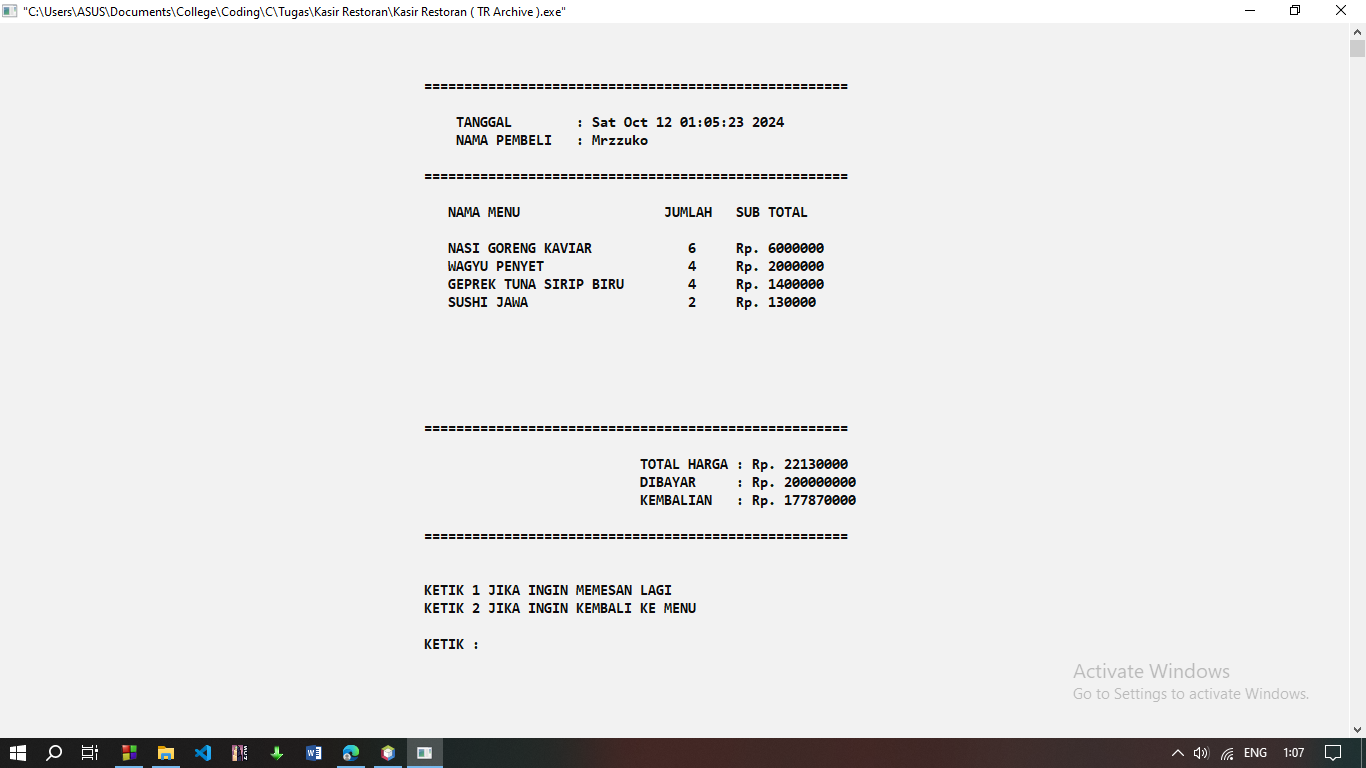 "C:\Users\ASUS\Documents\College\Coding\C\Tugas\Kasir Restoran\Kasir Restoran ( TR Archive ).exe"
=====================================================
TANGGAL : Sat Oct 12 01:05:23 2024
NAMA PEMBELI : Mrzzuko
=====================================================
NAMA MENU JUMLAH SUB TOTAL
NASI GORENG KAVIAR 6 Rp. 6000000
WAGYU PENYET 4 Rp. 2000000
GEPREK TUNA SIRIP BIRU 4 Rp. 1400000
SUSHI JAWA 2 Rp. 130000
=====================================================
TOTAL HARGA : Rp. 22130000
DIBAYAR : Rp. 200000000
KEMBALIAN : Rp. 177870000
=====================================================
KETIK 1 JIKA INGIN MEMESAN LAGI
KETIK 2 JIKA INGIN KEMBALI KE MENU
KETIK :
Activate Windows
Go to Settings to activate Windows.
ENG 1:07